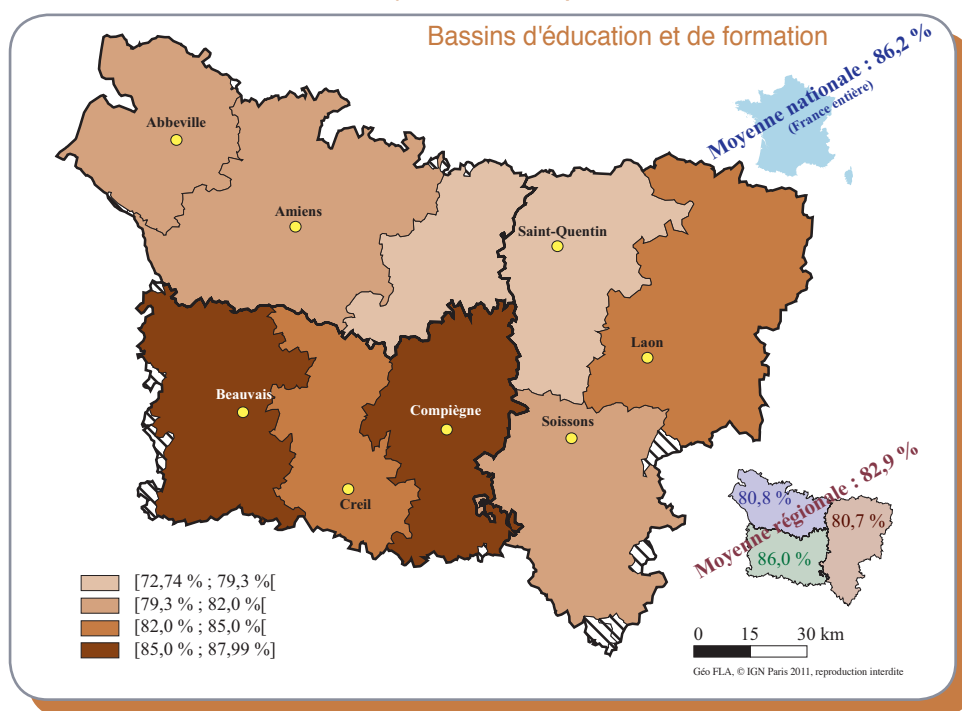 Bassins d'éducation et de formation
Moyenne nationale : 86,2 %
(France entière)
Abbeville
Amiens
Saint-Quentin
Laon
Beauvais
Compiègne
Soissons
Creil
Moyenne régionale : 82,9 %
80,8 %
80,7 %
86,0 %
[72,74 % ; 79,3 %[
[79,3 % ; 82,0 %[
[82,0 % ; 85,0 %[
[85,0 % ; 87,99 %]
0 15 30 km
Géo FLA, © IGN Paris 2011, reproduction interdite